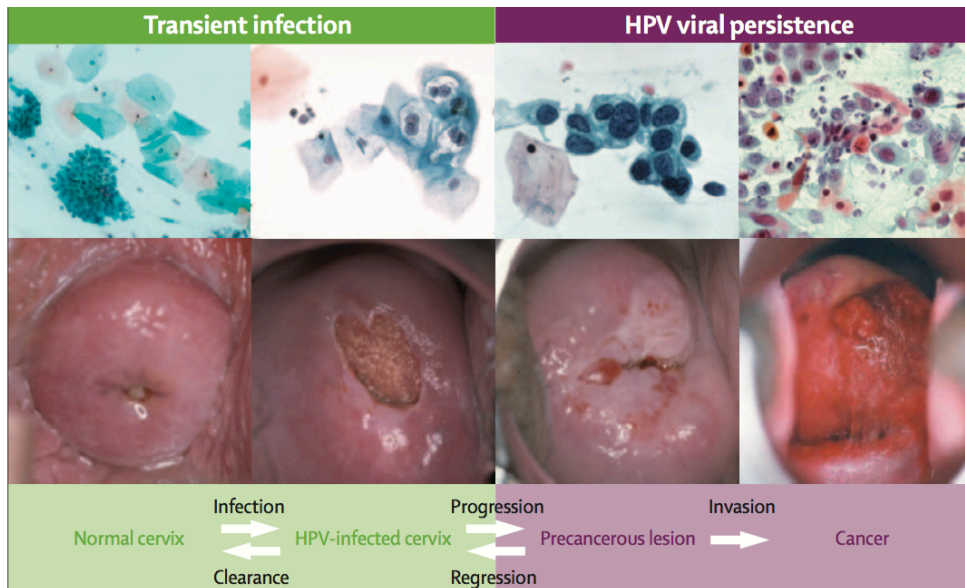 Transient infection
HPV viral persistence
Infection
Progression
Invasion
Normal cervix
HPV-infected cervix
Precancerous lesion
Cancer
Clearance
Regression